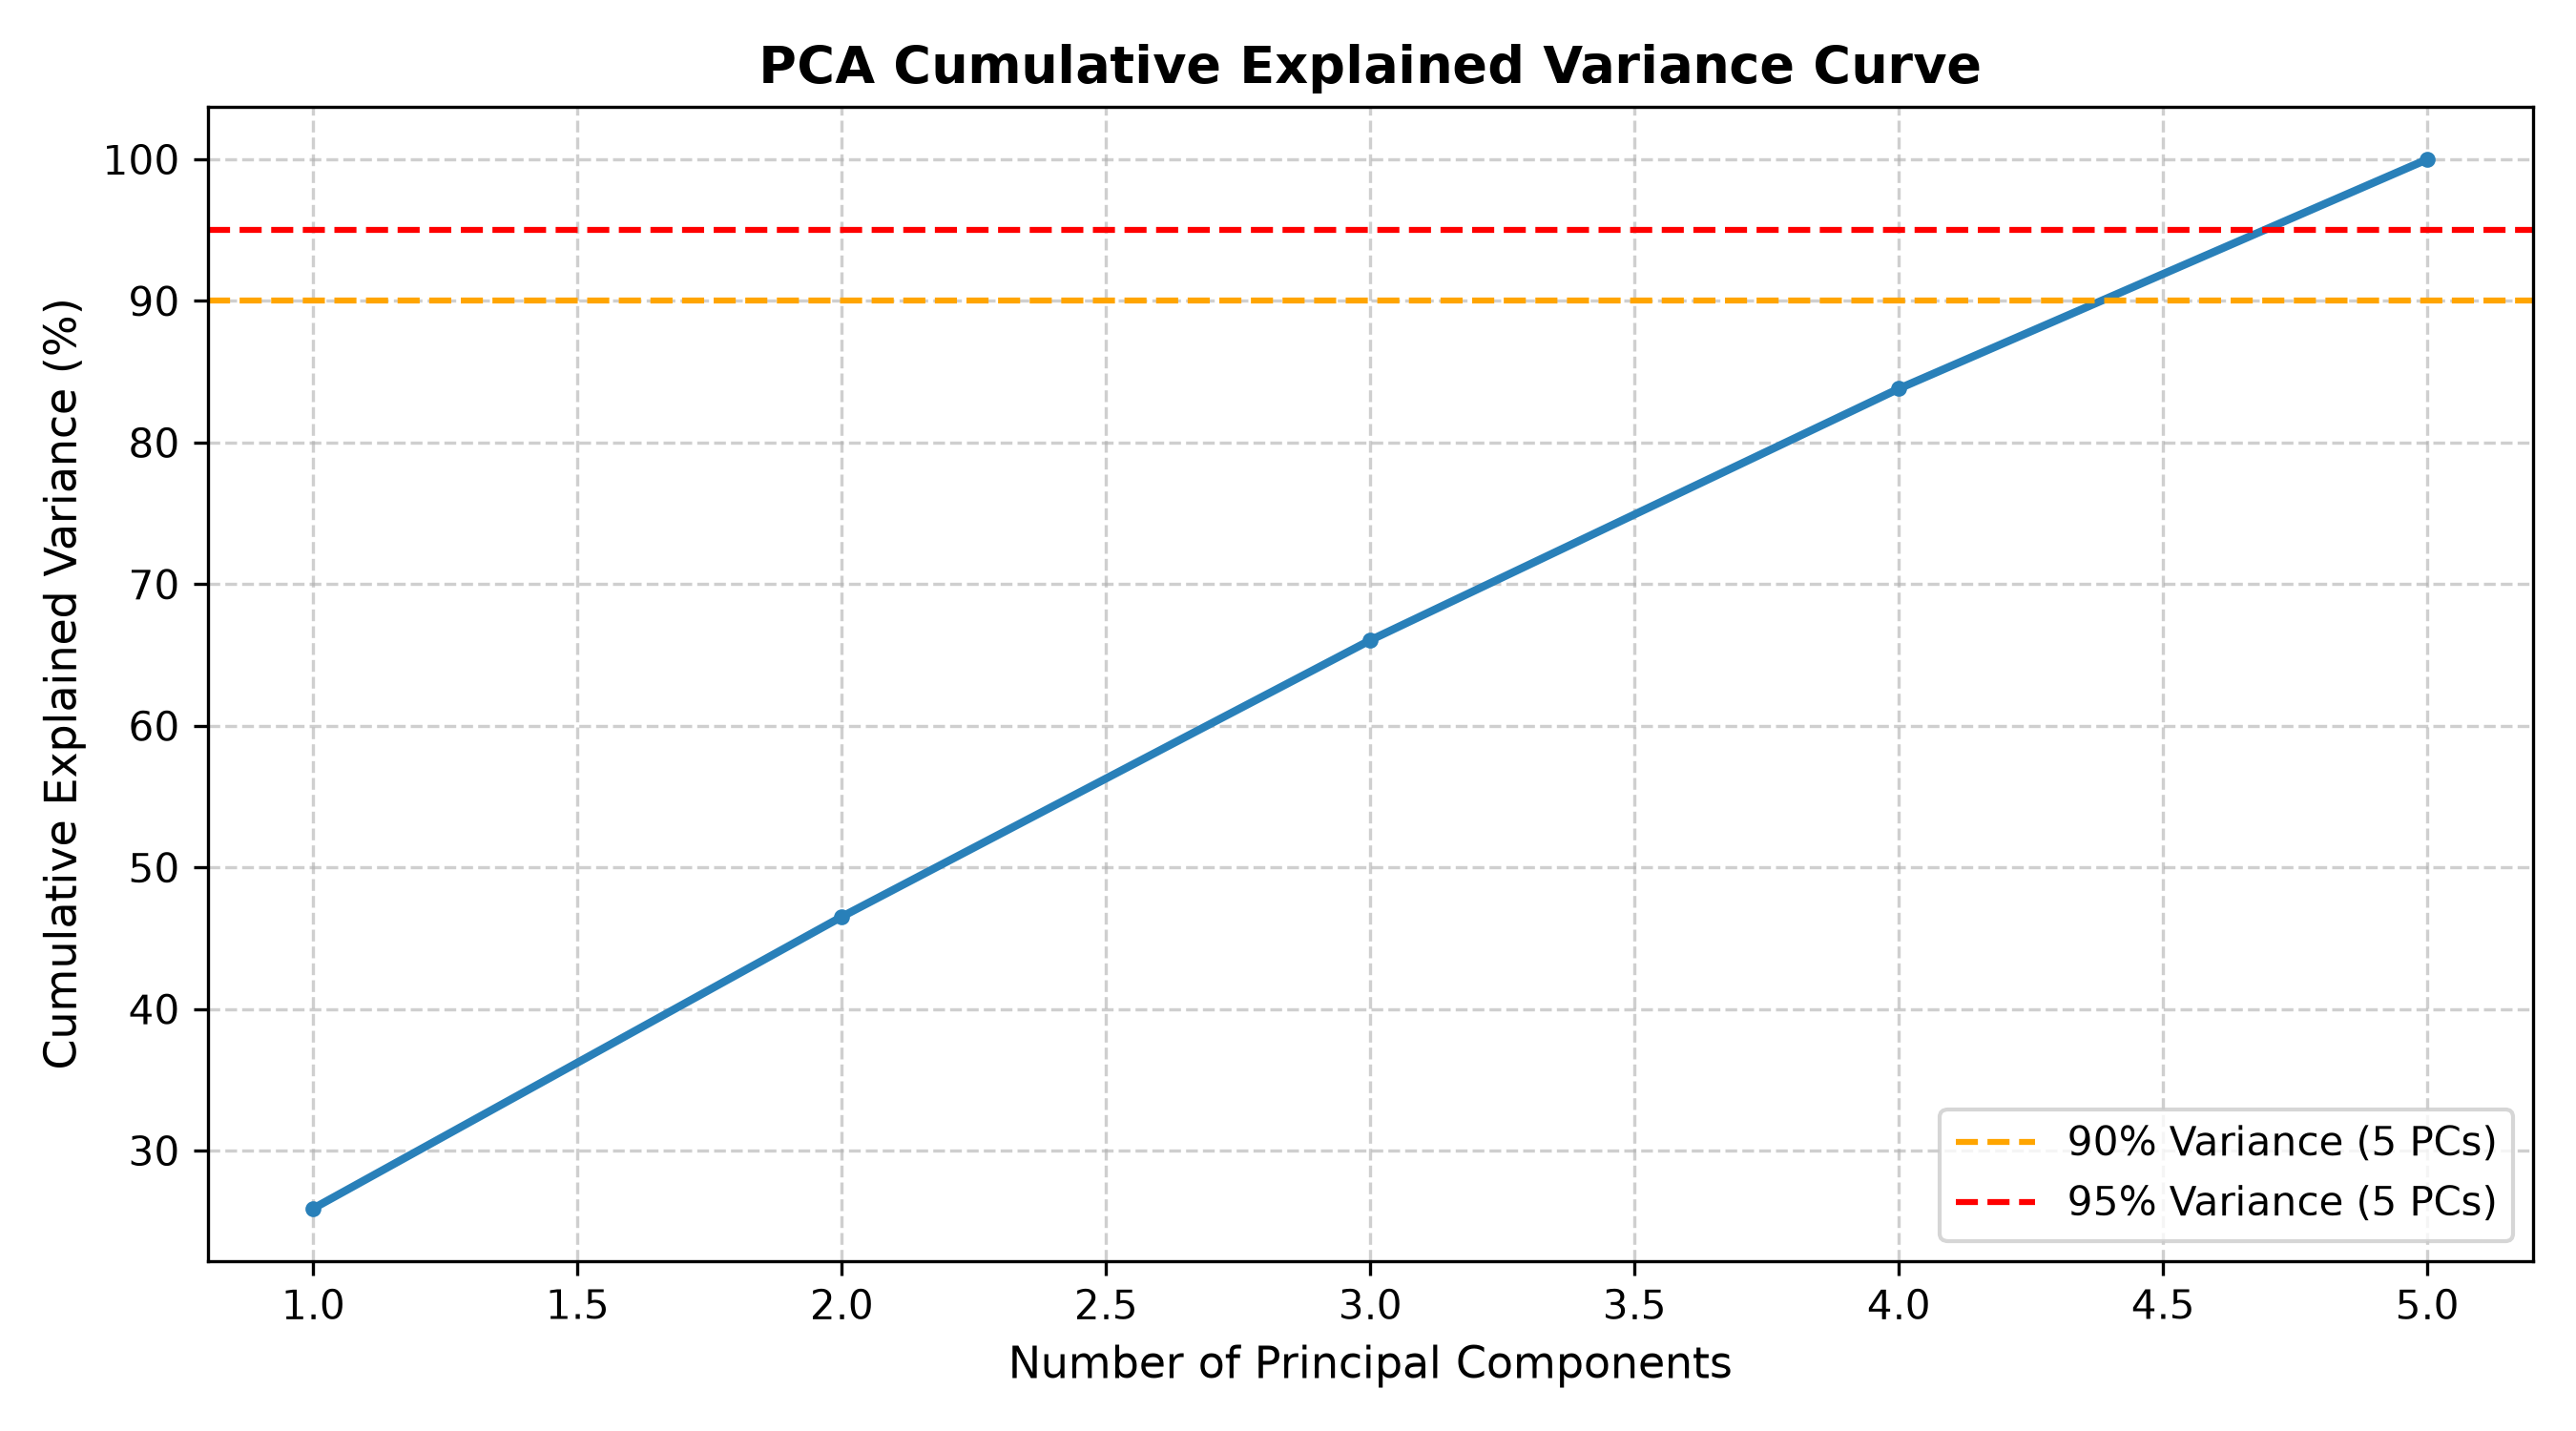 PCA Cumulative Explained Variance Curve
Cumulative Explained Variance (%)
100
90
80
70
60
50
40
30
90% Variance (5 PCs)
95% Variance (5 PCs)
1.0 1.5 2.0 2.5 3.0 3.5 4.0 4.5 5.0
Number of Principal Components